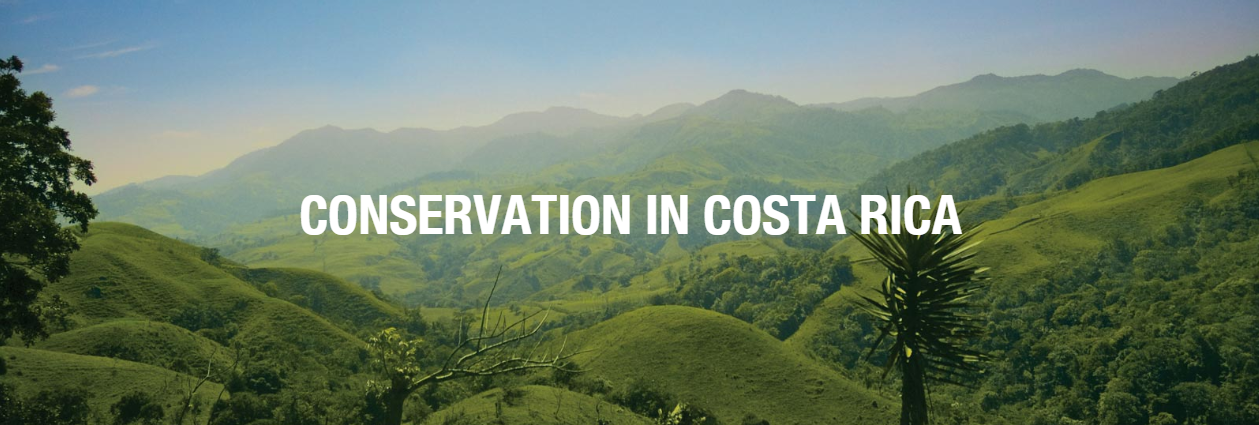 CONSERVATION IN COSTA RICA